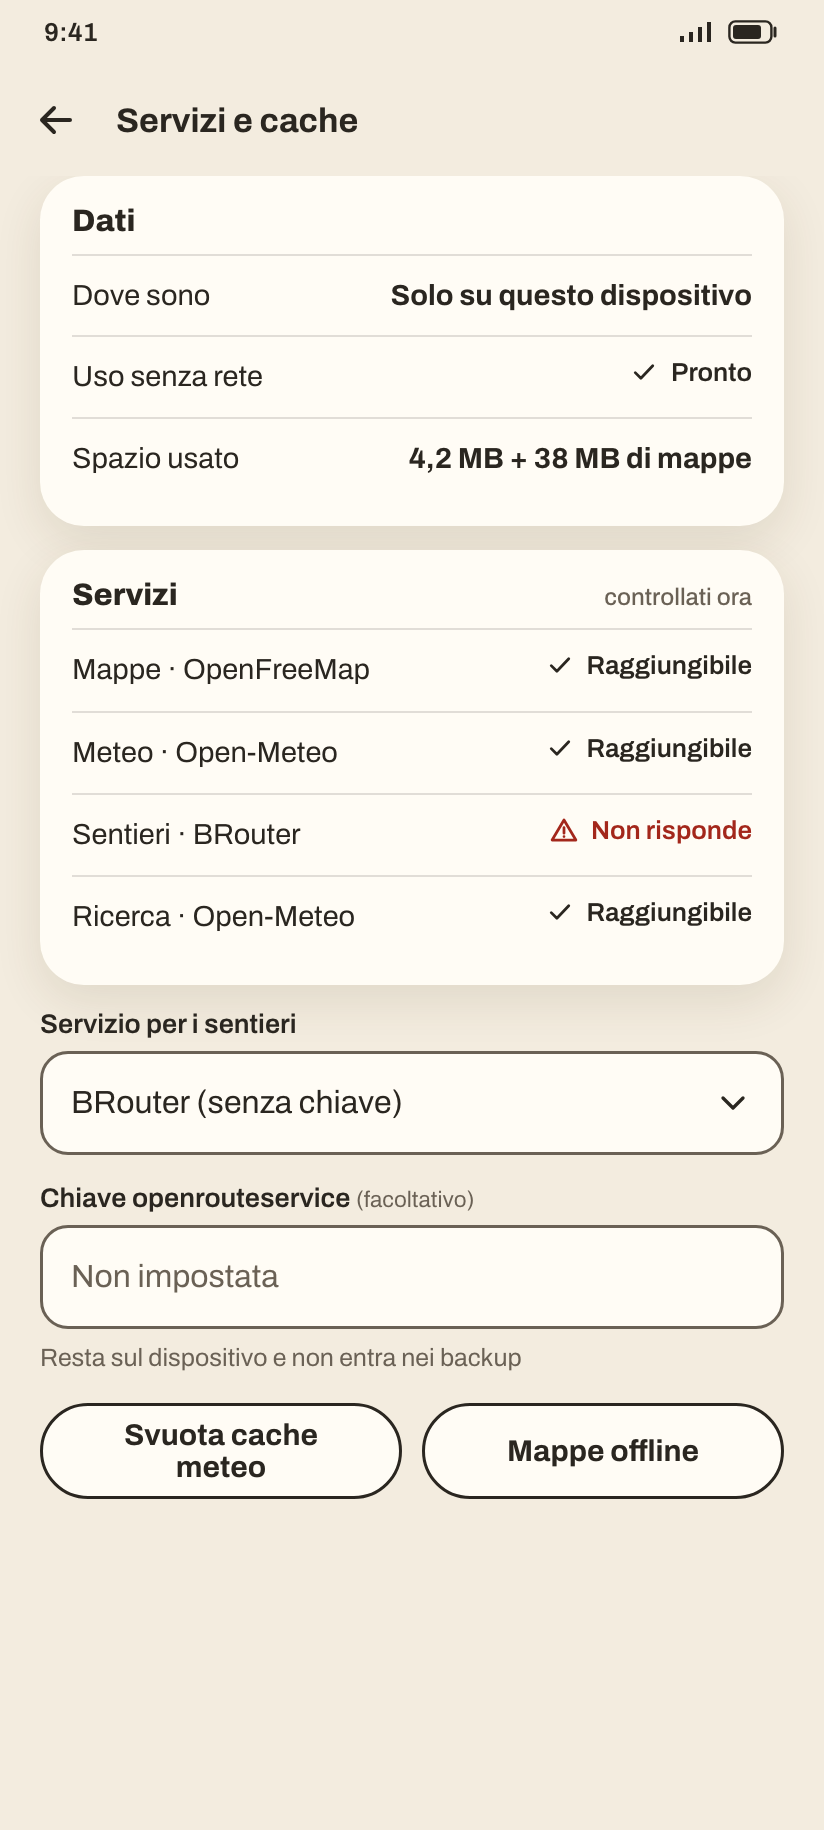 9:41
Servizi e cache
Dati
Dove sono Solo su questo dispositivo
Uso senza rete Pronto
Spazio usato 4,2 MB + 38 MB di mappe
Servizi controllati ora
Mappe · OpenFreeMap Raggiungibile
Meteo · Open-Meteo Raggiungibile
Sentieri · BRouter Non risponde
Ricerca · Open-Meteo Raggiungibile
Servizio per i sentieri
BRouter (senza chiave)
Chiave openrouteservice (facoltativo)
Non impostata
Resta sul dispositivo e non entra nei backup
Svuota cache
meteo
Mappe offline